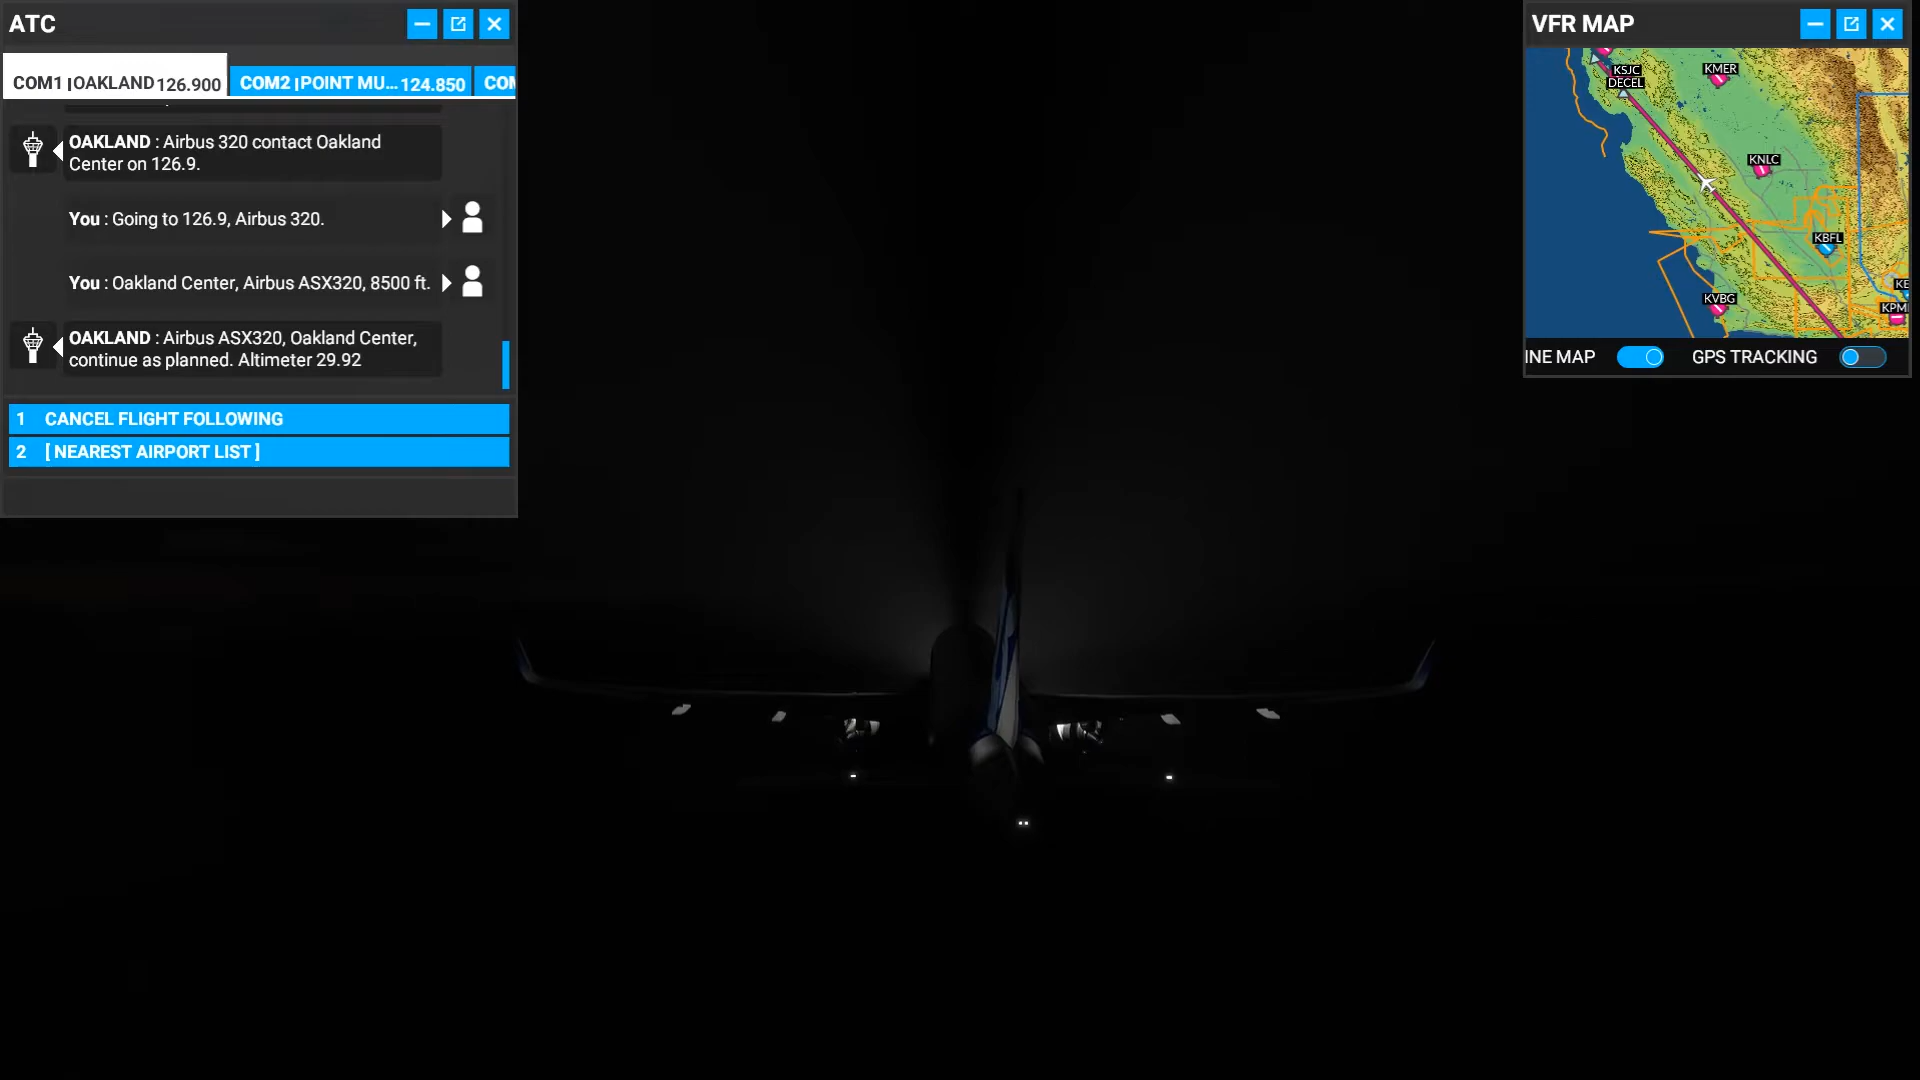 ATC
COM1 |OAKLAND 126.900
COM2 |POINT MU... 124.850
COM
OAKLAND : Airbus 320 contact Oakland
Center on 126.9.
You : Going to 126.9, Airbus 320.
You : Oakland Center, Airbus ASX320, 8500 ft.
OAKLAND : Airbus ASX320, Oakland Center,
continue as planned. Altimeter 29.92
1 CANCEL FLIGHT FOLLOWING
2 [ NEAREST AIRPORT LIST ]
VFR MAP
KSJC
DECEL
KMER
KNLC
KBFL
KVBG
KE
KPM
INE MAP
GPS TRACKING